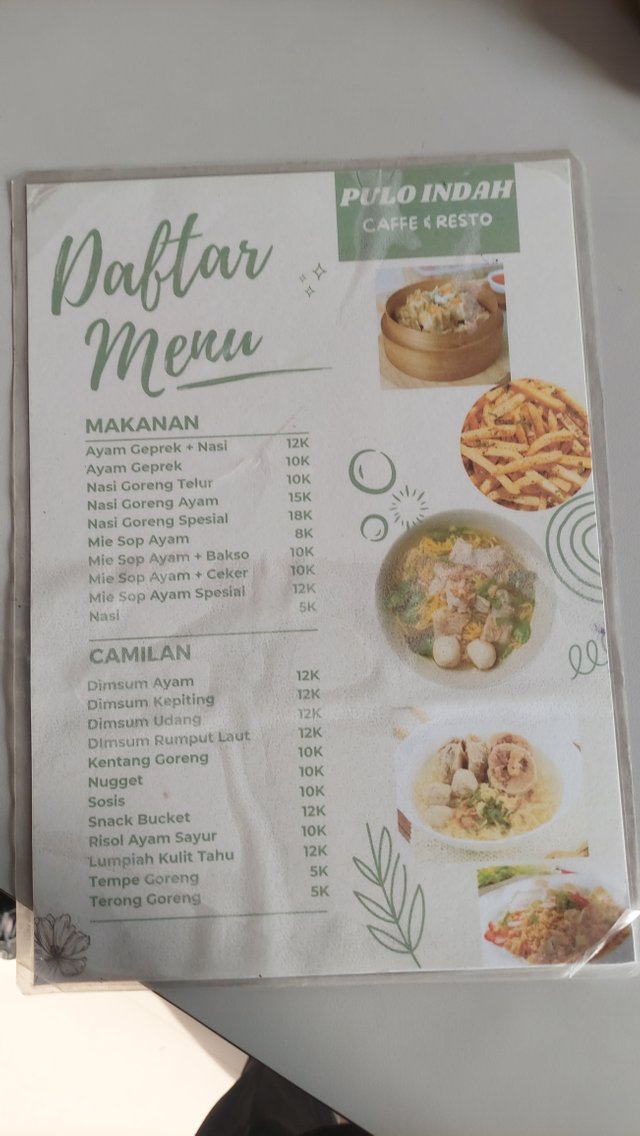 PULO INDAH
CAFFE & RESTO
Daftar
Menu
MAKANAN
Ayam Geprek + Nasi 12K
Ayam Geprek 10K
Nasi Goreng Telur 10K
Nasi Goreng Ayam 15K
Nasi Goreng Spesial 18K
Mie Sop Ayam 8K
Mie Sop Ayam + Bakso 10K
Mie Sop Ayam + Ceker 10K
Mie Sop Ayam Spesial 12K
Nasi 5K
CAMILAN
Dimsum Ayam 12K
Dimsum Kepiting 12K
Dimsum Udang 12K
Dimsum Rumput Laut 12K
Kentang Goreng 10K
Nugget 10K
Sosis 10K
Snack Bucket 12K
Risol Ayam Sayur 10K
Lumpiah Kulit Tahu 12K
Tempe Goreng 5K
Terong Goreng 5K